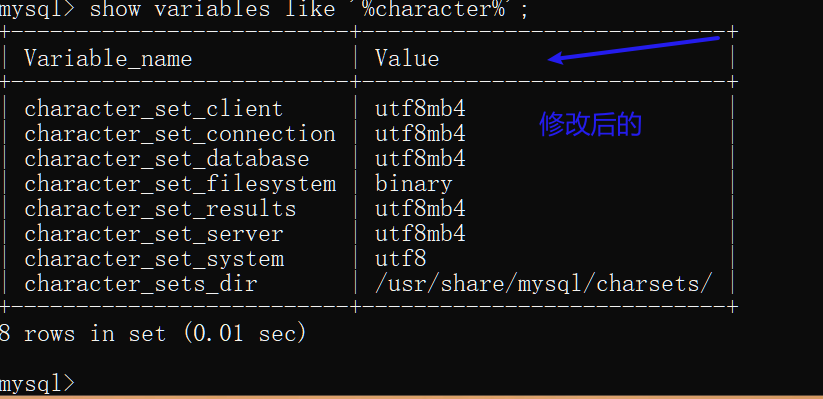 mysql> show variables like '%character%';
+--------------------------+----------------------------+
| Variable_name | Value |
+--------------------------+----------------------------+
| character_set_client | utf8mb4 |
修改后的
| character_set_connection | utf8mb4 |
| character_set_database | utf8mb4 |
| character_set_filesystem | binary |
| character_set_results | utf8mb4 |
| character_set_server | utf8mb4 |
| character_set_system | utf8 |
| character_sets_dir | /usr/share/mysql/charsets/ |
+--------------------------+----------------------------+
8 rows in set (0.01 sec)
mysql>